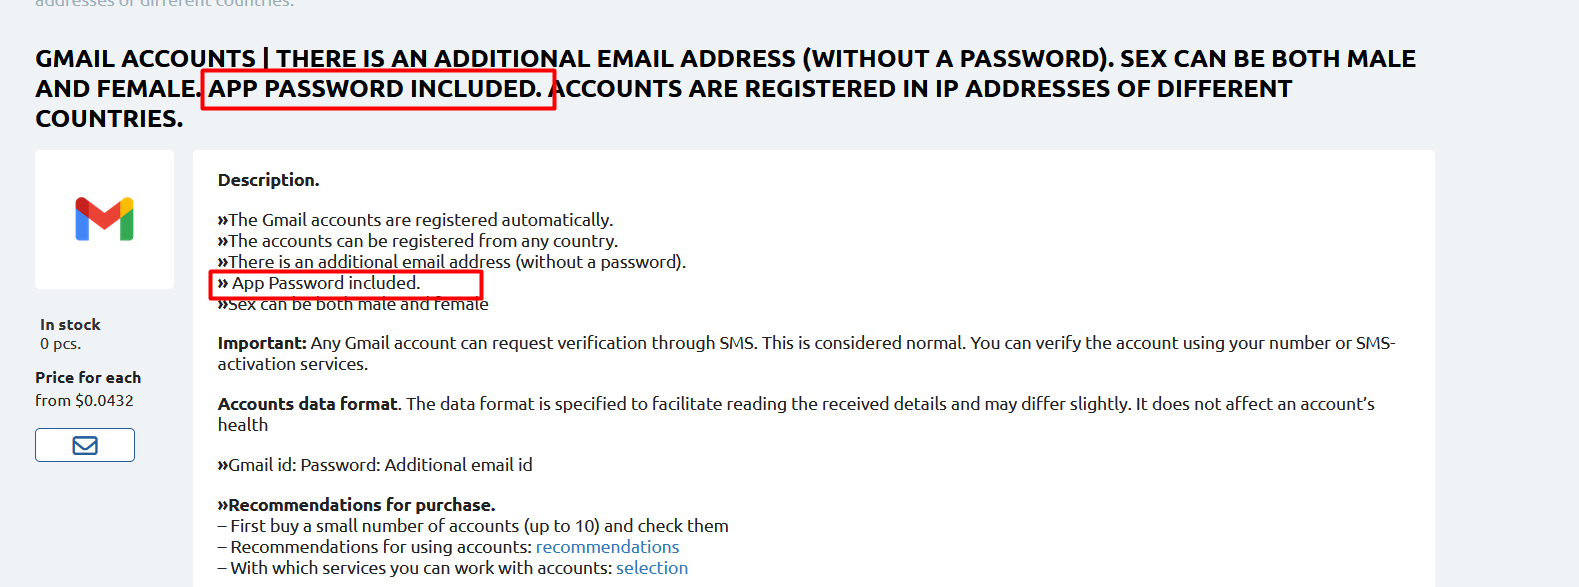 addresses of different countries.
GMAIL ACCOUNTS | THERE IS AN ADDITIONAL EMAIL ADDRESS (WITHOUT A PASSWORD). SEX CAN BE BOTH MALE
AND FEMALE. APP PASSWORD INCLUDED. ACCOUNTS ARE REGISTERED IN IP ADDRESSES OF DIFFERENT
COUNTRIES.
In stock
0 pcs.
Price for each
from $0.0432
Description.
»The Gmail accounts are registered automatically.
»The accounts can be registered from any country.
»There is an additional email address (without a password).
» App Password included.
»Sex can be both male and female
Important: Any Gmail account can request verification through SMS. This is considered normal. You can verify the account using your number or SMS-
activation services.
Accounts data format. The data format is specified to facilitate reading the received details and may differ slightly. It does not affect an account’s
health
»Gmail id: Password: Additional email id
»Recommendations for purchase.
– First buy a small number of accounts (up to 10) and check them
– Recommendations for using accounts: recommendations
– With which services you can work with accounts: selection